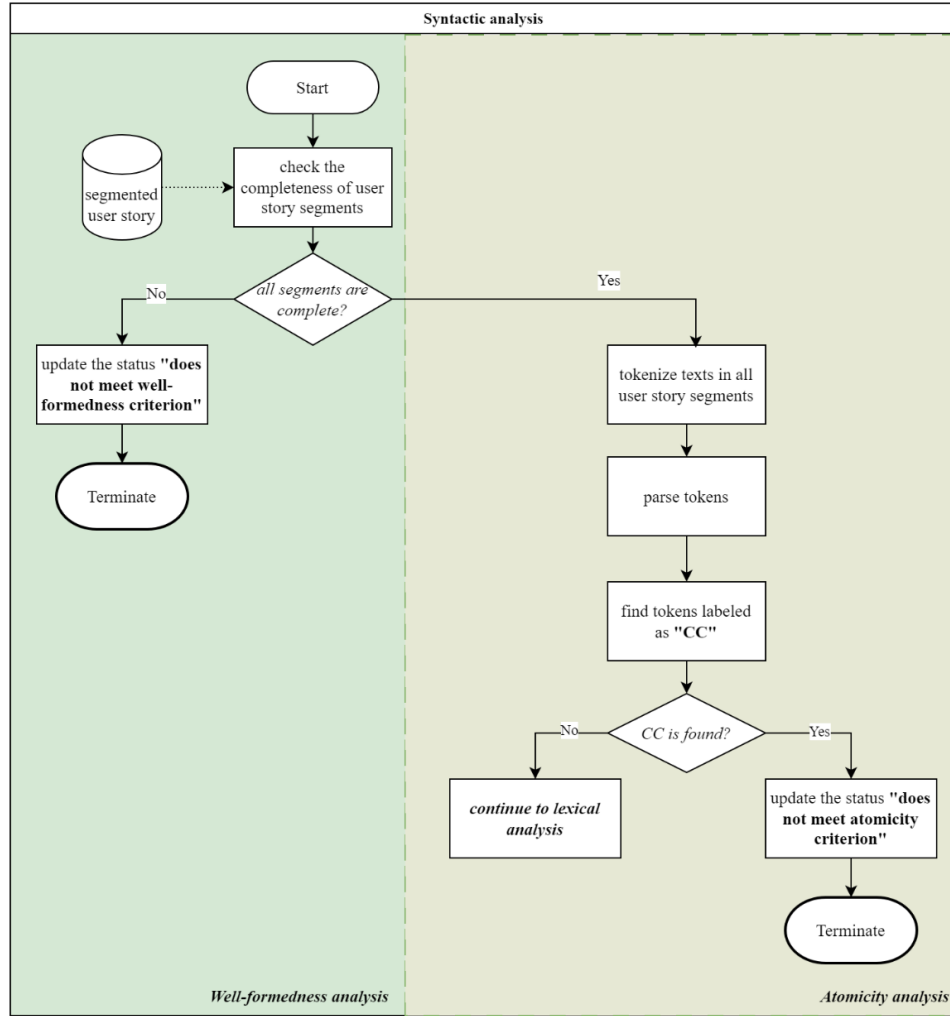 Syntactic analysis
Start
segmented
user story
check the
completeness of user
story segments
all segments are
complete?
No
Yes
update the status "does
not meet well-
formedness criterion"
Terminate
tokenize texts in all
user story segments
parse tokens
find tokens labeled
as "CC"
CC is found?
No
Yes
continue to lexical
analysis
update the status "does
not meet atomicity
criterion"
Terminate
Well-formedness analysis
Atomicity analysis